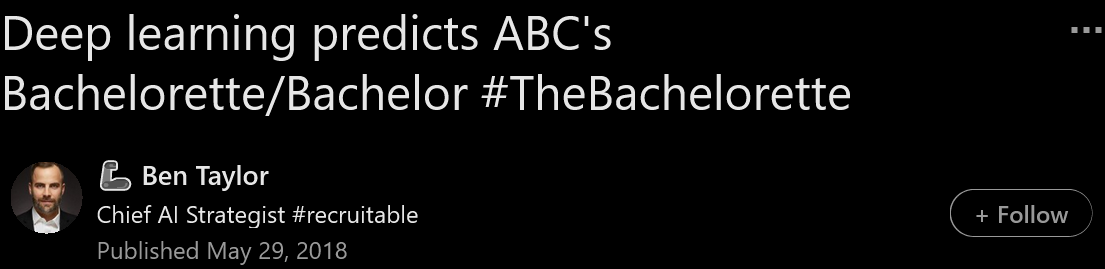 Deep learning predicts ABC's
Bachelorette/Bachelor #TheBachelorette
🦾 Ben Taylor
Chief AI Strategist #recruitable
+ Follow
Published May 29, 2018